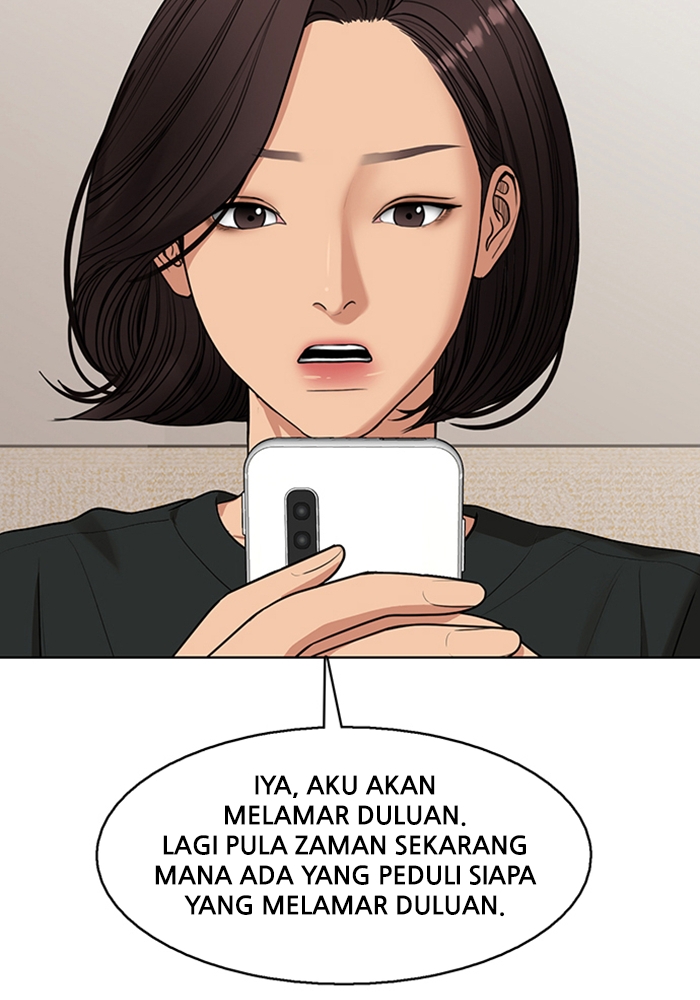 IYA, AKU AKAN
MELAMAR DULUAN.
LAGI PULA ZAMAN SEKARANG
MANA ADA YANG PEDULI SIAPA
YANG MELAMAR DULUAN.